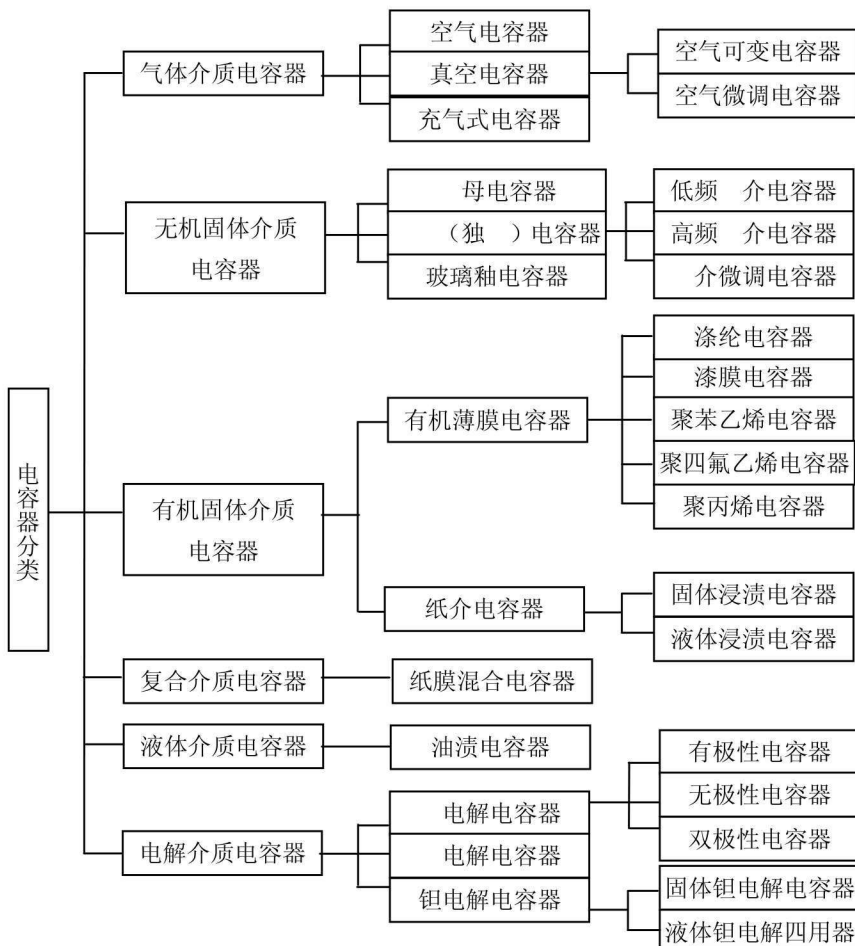 电容器分类
气体介质电容器
空气电容器
真空电容器
充气式电容器
空气可变电容器
空气微调电容器
无机固体介质
电容器
母电容器
（独 ）电容器
玻璃釉电容器
低频 介电容器
高频 介电容器
介微调电容器
有机固体介质
电容器
有机薄膜电容器
涤纶电容器
漆膜电容器
聚苯乙烯电容器
聚四氟乙烯电容器
聚丙烯电容器
纸介电容器
固体浸渍电容器
液体浸渍电容器
复合介质电容器
纸膜混合电容器
液体介质电容器
油渍电容器
电解介质电容器
电解电容器
电解电容器
钽电解电容器
有极性电容器
无极性电容器
双极性电容器
固体钽电解电容器
液体钽电解四用器